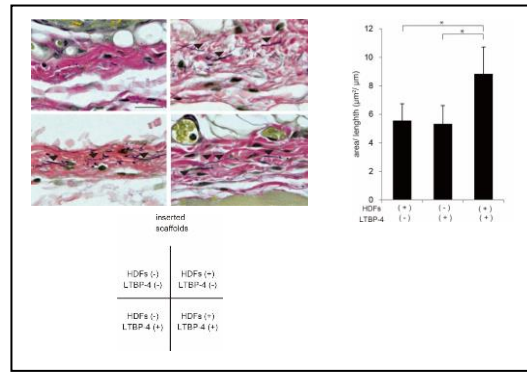 inserted
scaffolds
HDFs (-)
LTBP-4 (-)
HDFs (+)
LTBP-4 (-)
HDFs (-)
LTBP-4 (+)
HDFs (+)
LTBP-4 (+)
*
*
12
10
8
6
4
2
0
area/ lenghth (μm²/ μm)
HDFs (+) (-) (+)
LTBP-4 (-) (+) (+)